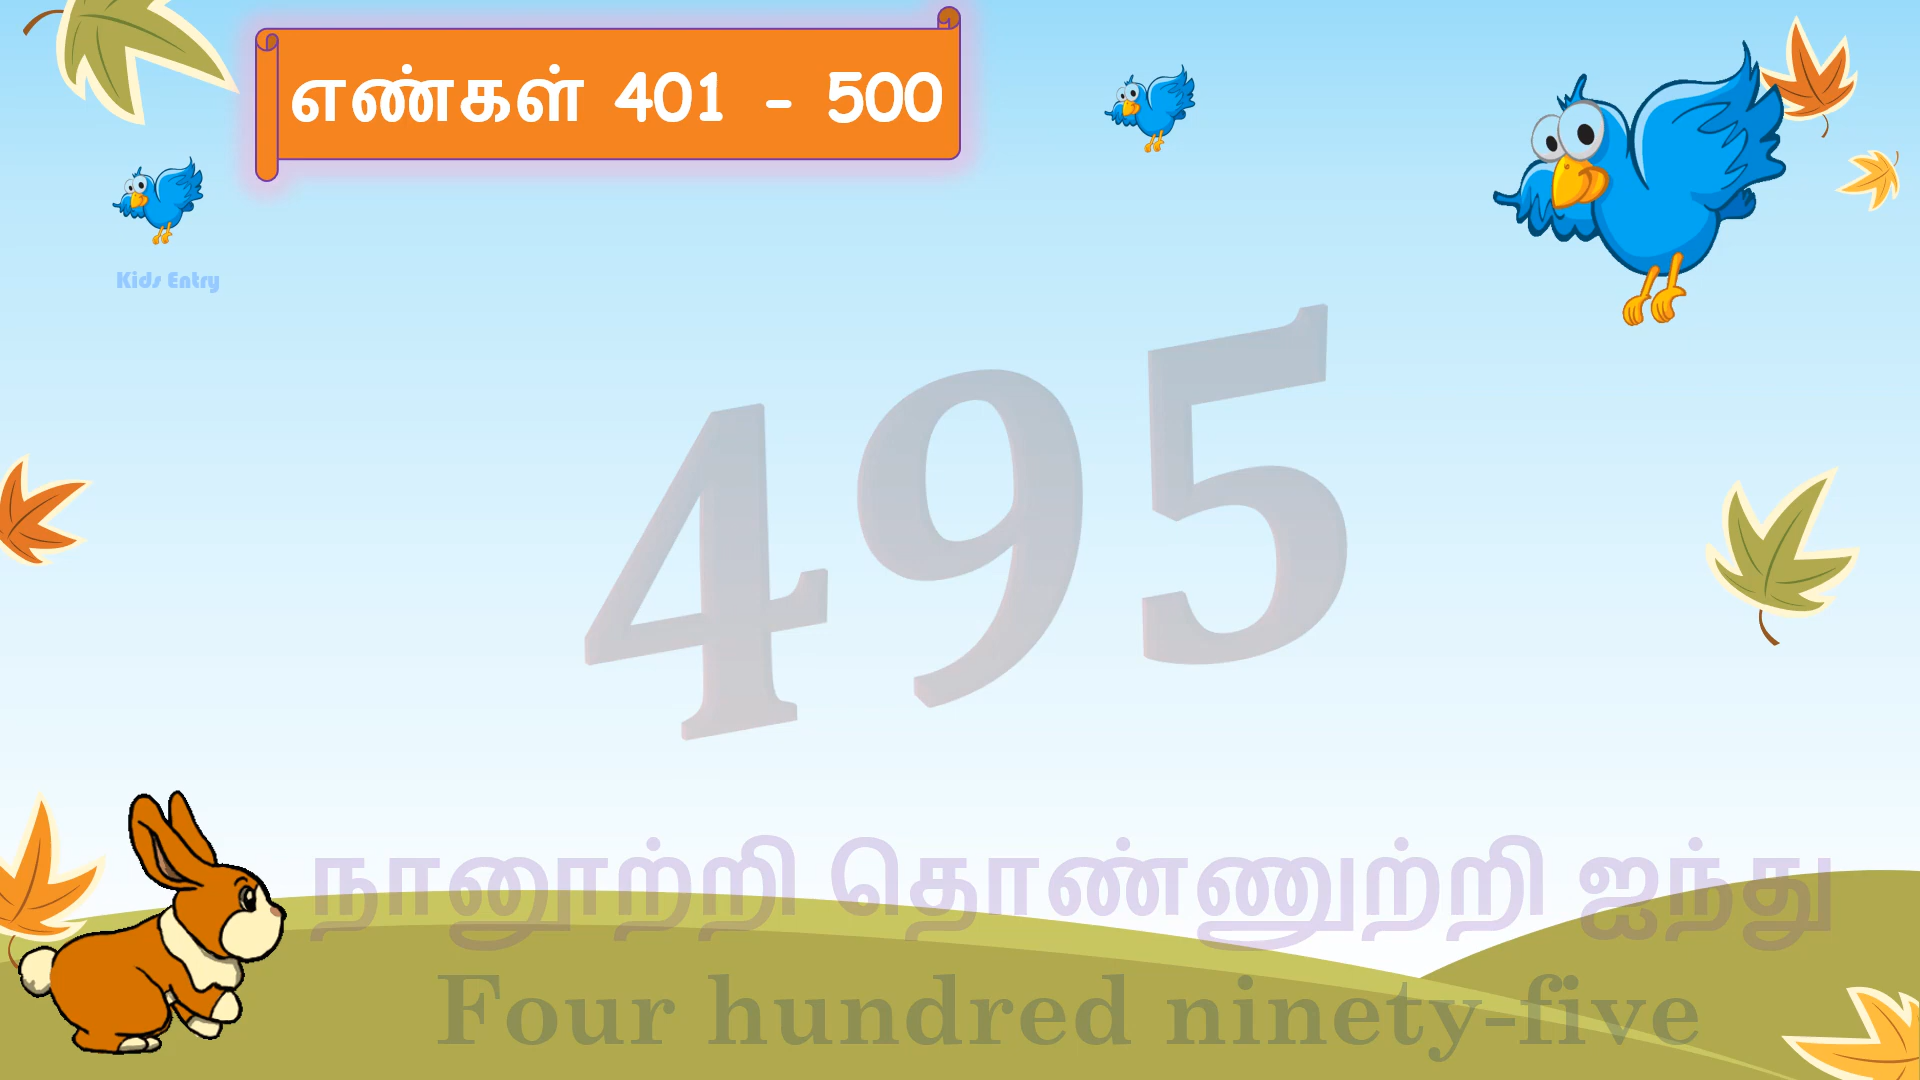 எண்கள் 401 - 500
Kids Entry
495
நானூற்றி தொண்ணுற்றி ஐந்து
Four hundred ninety-five